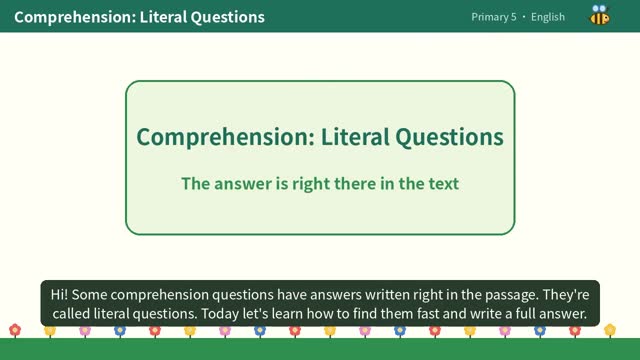 Comprehension: Literal Questions
Primary 5 • English
Comprehension: Literal Questions
The answer is right there in the text
Hi! Some comprehension questions have answers written right in the passage. They're
called literal questions. Today let's learn how to find them fast and write a full answer.